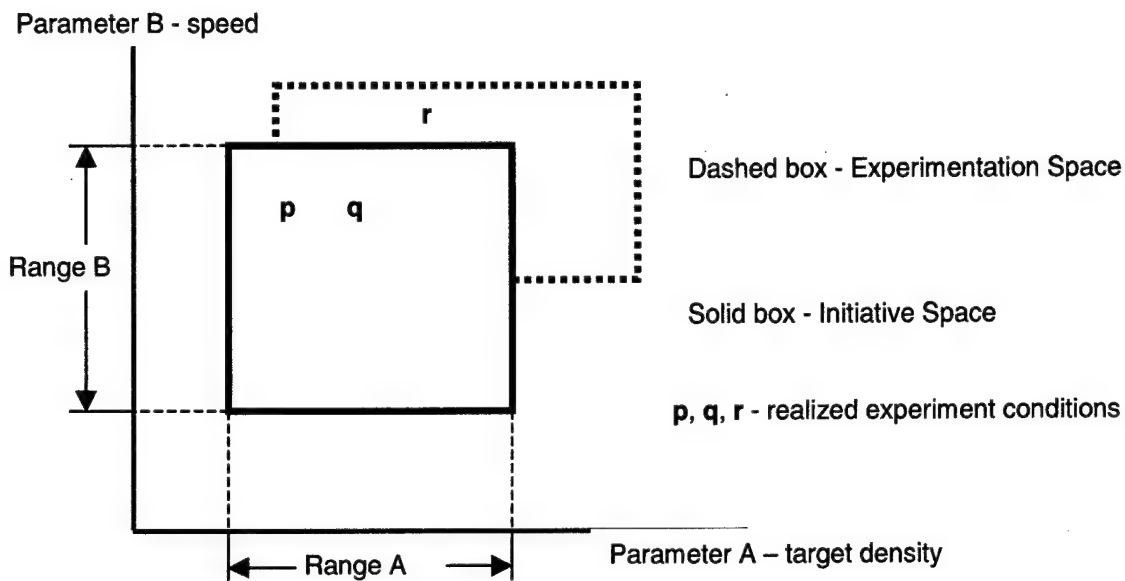 Parameter B - speed
r
Dashed box - Experimentation Space
p q
Range B
Solid box - Initiative Space
p, q, r - realized experiment conditions
Range A
Parameter A – target density